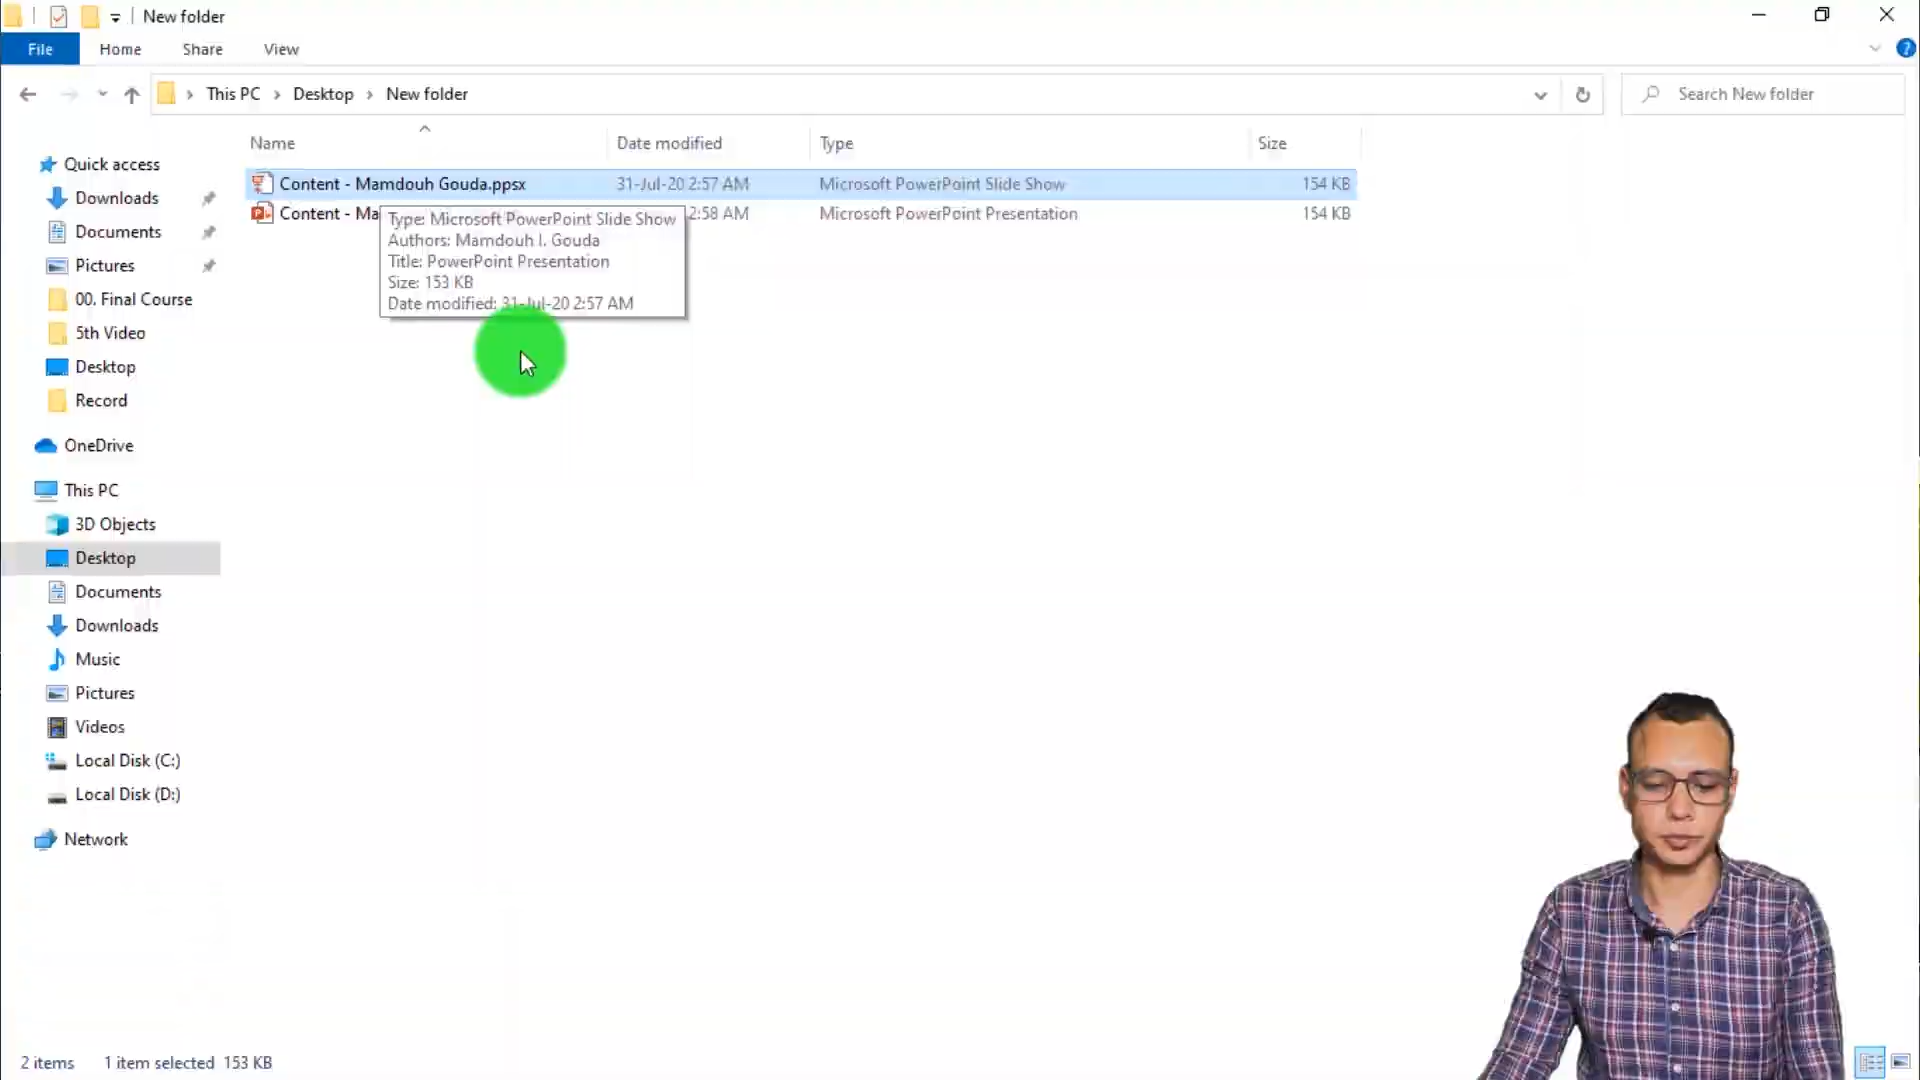 New folder
File Home Share View
This PC Desktop New folder
Search New folder
Name Date modified Type Size
Content - Mamdouh Gouda.ppsx 31-Jul-20 2:57 AM Microsoft PowerPoint Slide Show 154 KB
Content - Ma 2:58 AM Microsoft PowerPoint Presentation 154 KB
Type: Microsoft PowerPoint Slide Show
Authors: Mamdouh I. Gouda
Title: PowerPoint Presentation
Size: 153 KB
Date modified: 31-Jul-20 2:57 AM
Quick access
Downloads
Documents
Pictures
00. Final Course
5th Video
Desktop
Record
OneDrive
This PC
3D Objects
Desktop
Documents
Downloads
Music
Pictures
Videos
Local Disk (C:)
Local Disk (D:)
Network
2 items 1 item selected 153 KB